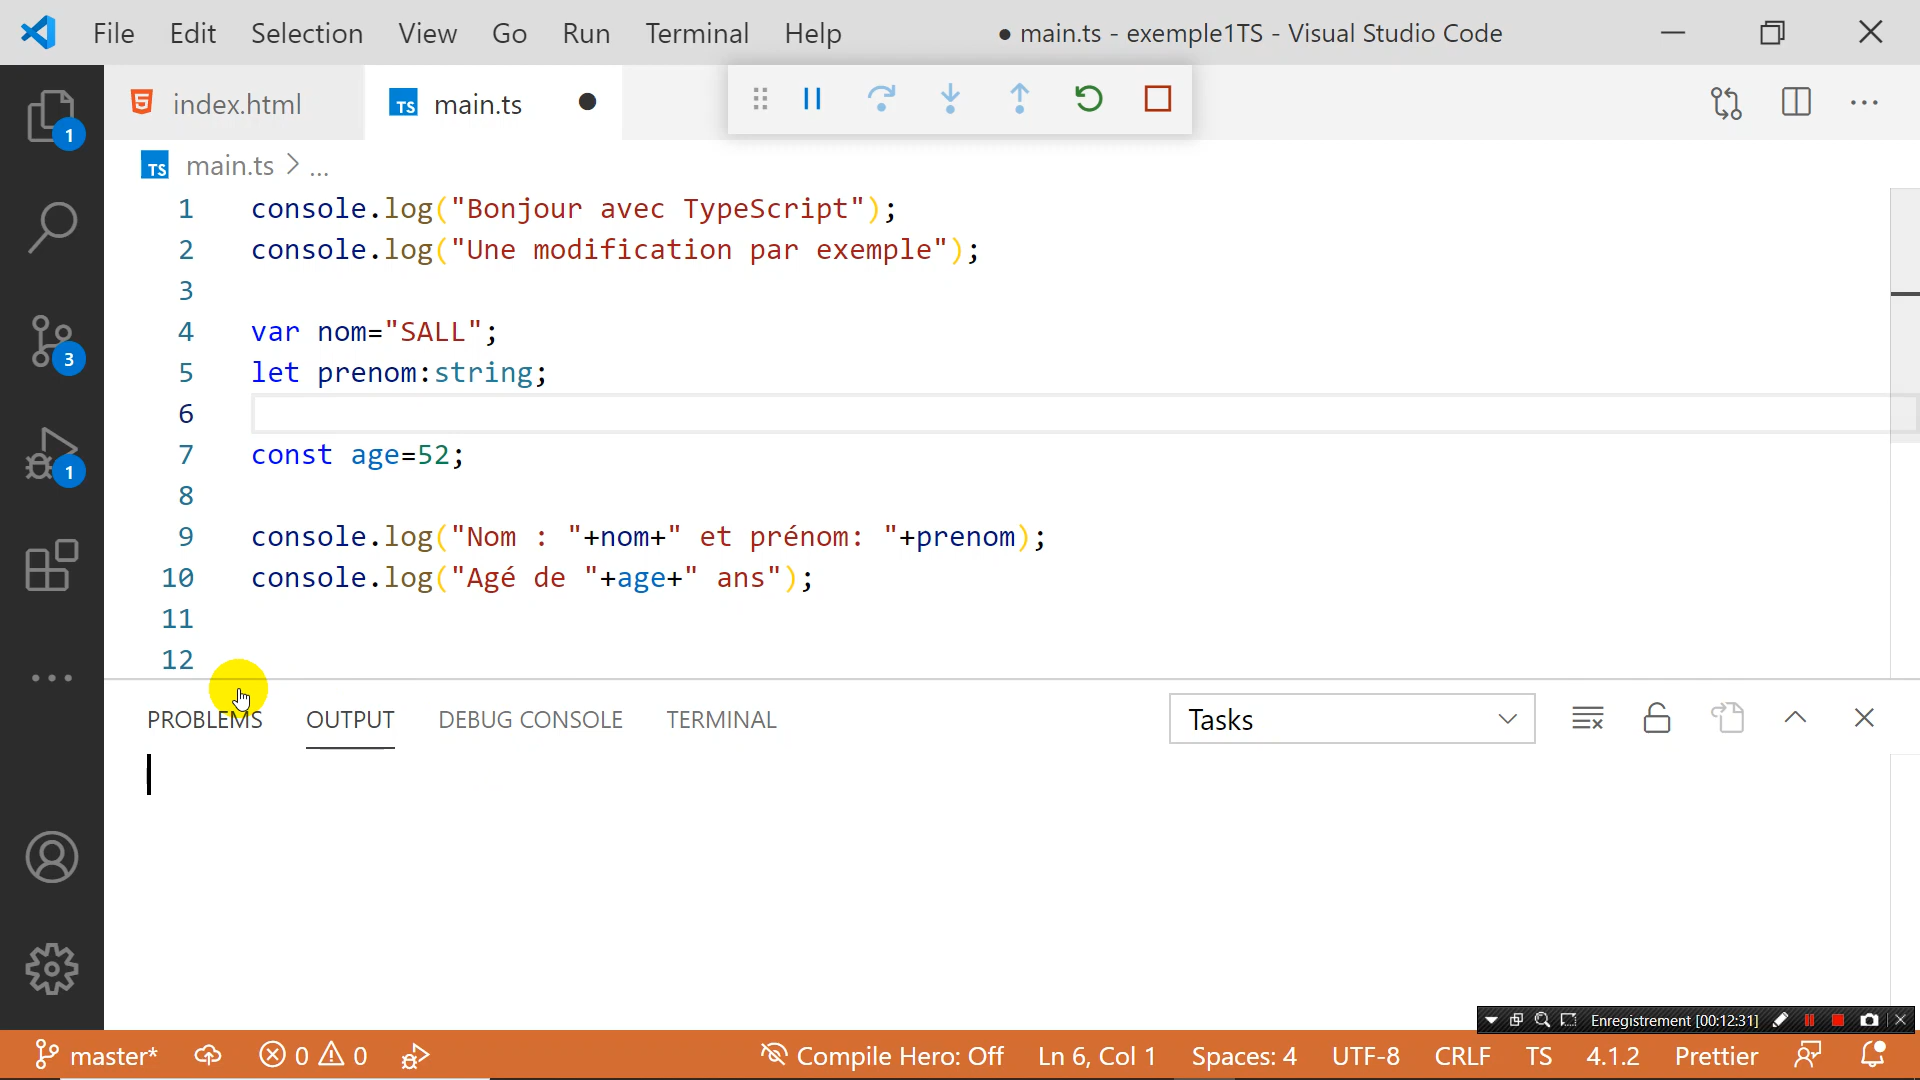 File Edit Selection View Go Run Terminal Help ● main.ts - exemple1TS - Visual Studio Code
index.html TS main.ts ●
TS main.ts > ...
1 console.log("Bonjour avec TypeScript");
2 console.log("Une modification par exemple");
3
4 var nom="SALL";
5 let prenom:string;
6
7 const age=52;
8
9 console.log("Nom : "+nom+" et prénom: "+prenom);
10 console.log("Agé de "+age+" ans");
11
12
1
3
1
PROBLEMS OUTPUT DEBUG CONSOLE TERMINAL Tasks
Enregistrement [00:12:31]
master* 0 0 Compile Hero: Off Ln 6, Col 1 Spaces: 4 UTF-8 CRLF TS 4.1.2 Prettier